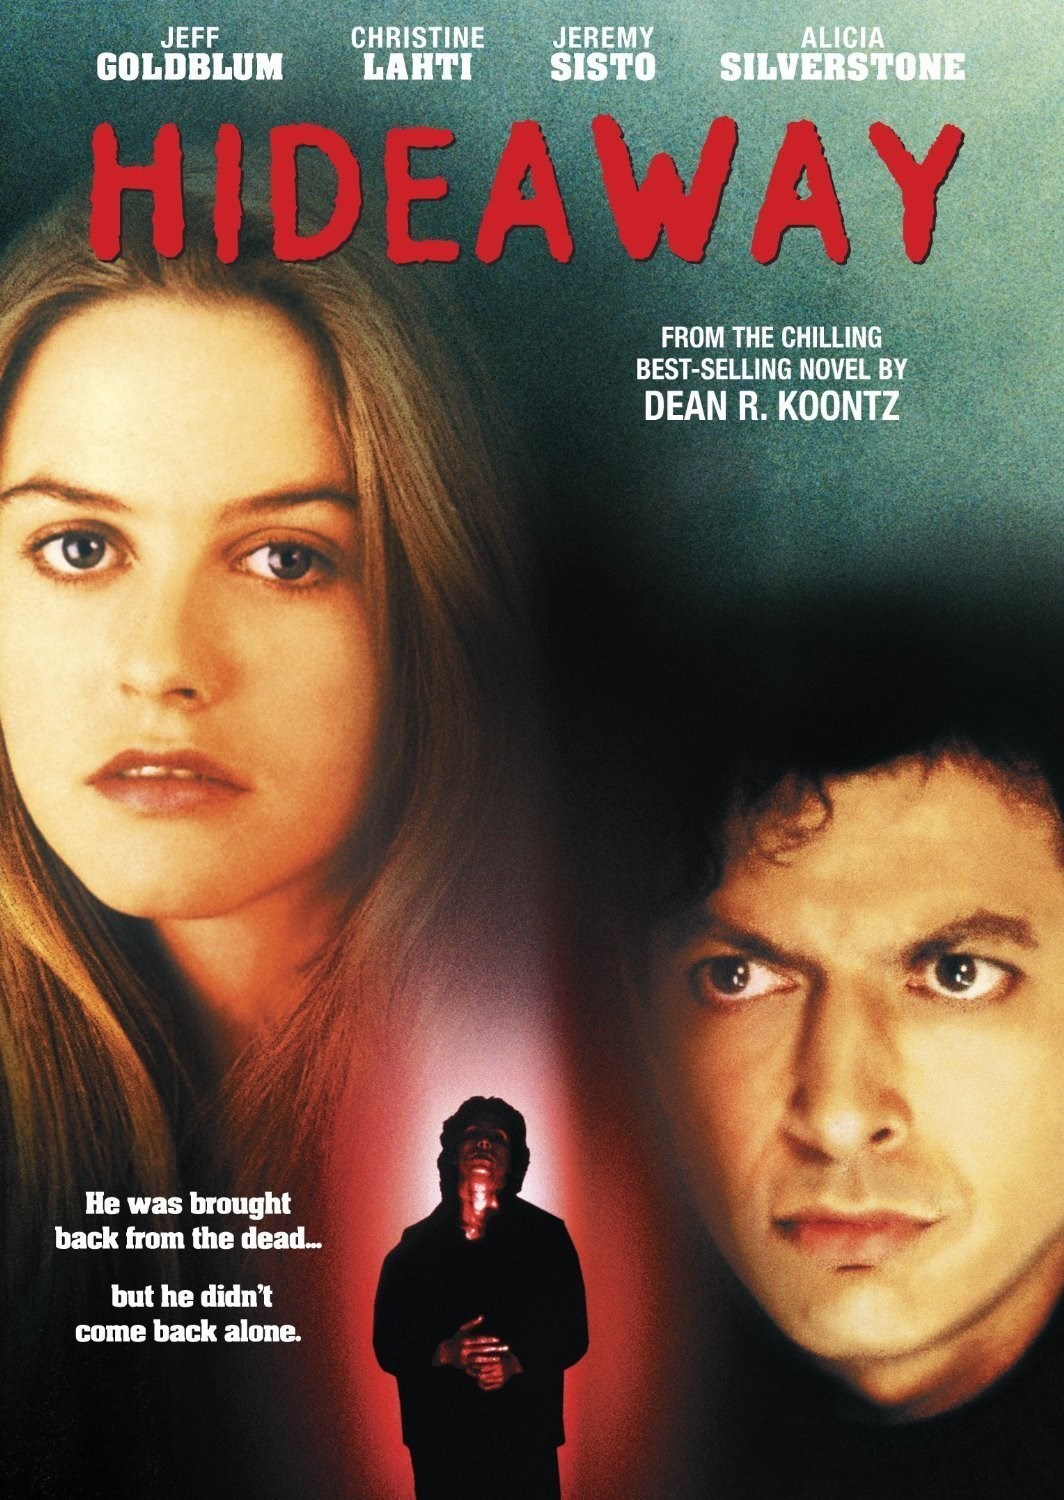 JEFF GOLDBLUM
CHRISTINE LAHTI
JEREMY SISTO
ALICIA SILVERSTONE
HIDEAWAY
FROM THE CHILLING
BEST-SELLING NOVEL BY
DEAN R. KOONTZ
He was brought
back from the dead...
but he didn't
come back alone.